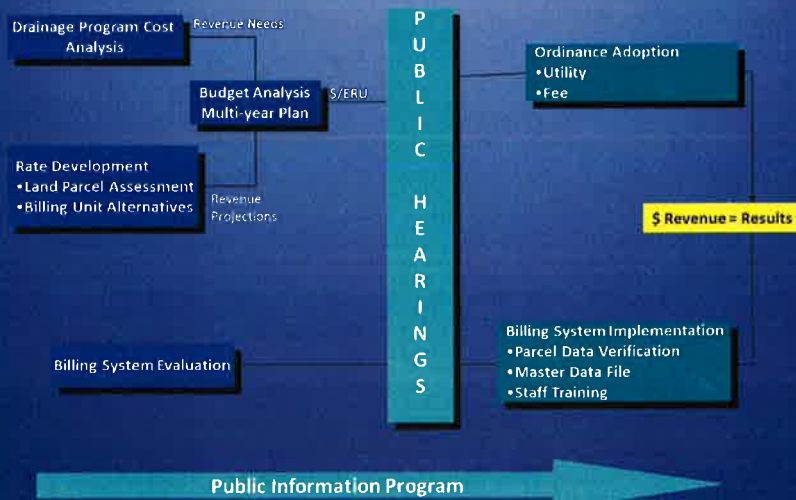 Drainage Program Cost
Analysis
Revenue Needs
Budget Analysis
Multi-year Plan
$/ERU
Rate Development
•Land Parcel Assessment
•Billing Unit Alternatives
Revenue
Projections
Billing System Evaluation
PUBLIC HEARINGS
Ordinance Adoption
•Utility
•Fee
$ Revenue = Results
Billing System Implementation
•Parcel Data Verification
•Master Data File
•Staff Training
Public Information Program